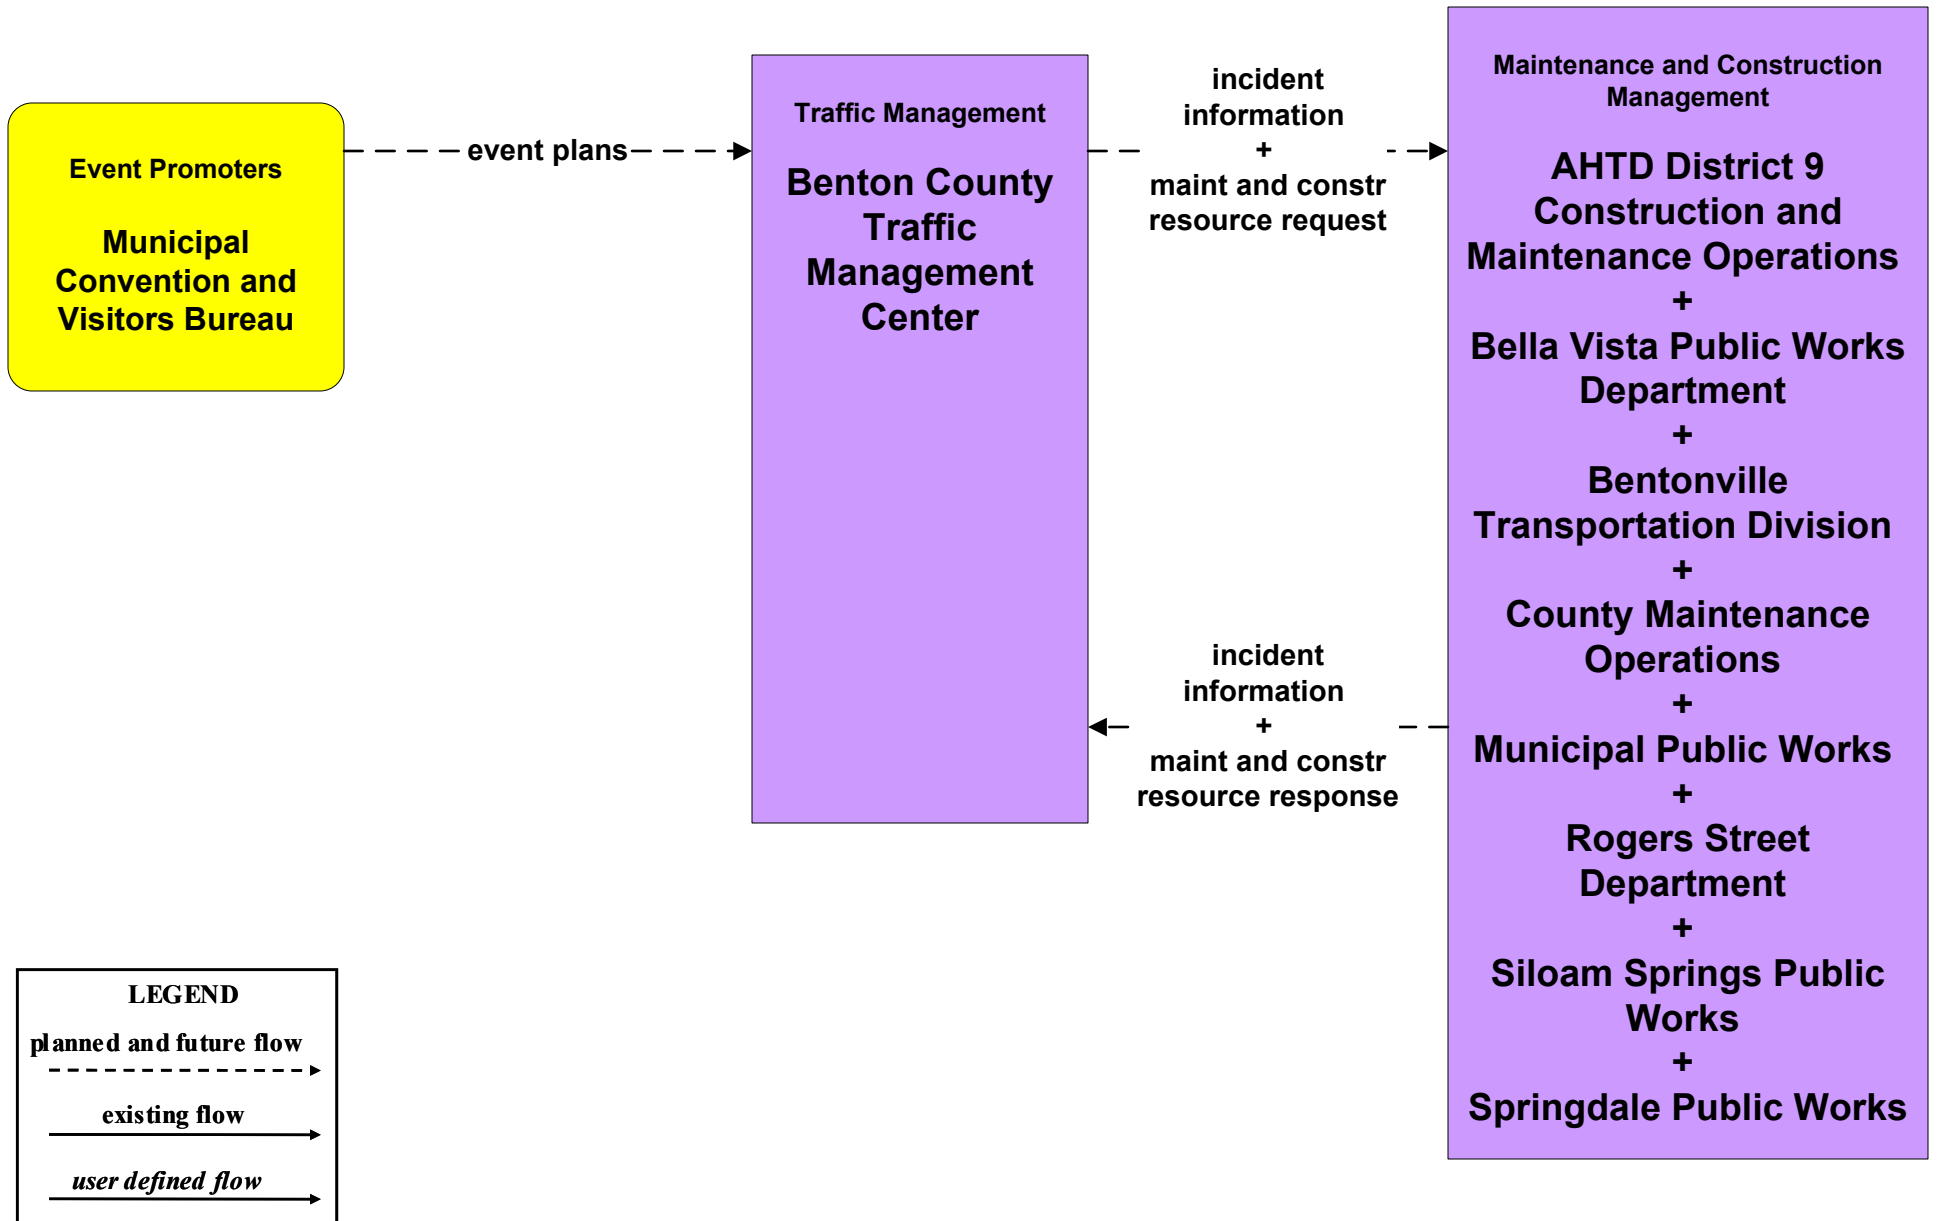 Event Promoters
Municipal
Convention and
Visitors Bureau
event plans
Traffic Management
Benton County
Traffic
Management
Center
incident
information
+
maint and constr
resource request
incident
information
+
maint and constr
resource response
Maintenance and Construction
Management
AHTD District 9
Construction and
Maintenance Operations
+
Bella Vista Public Works
Department
+
Bentonville
Transportation Division
+
County Maintenance
Operations
+
Municipal Public Works
+
Rogers Street
Department
+
Siloam Springs Public
Works
+
Springdale Public Works
LEGEND
planned and future flow
existing flow
user defined flow